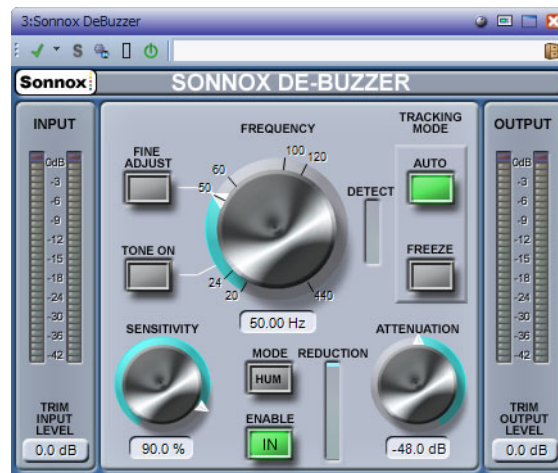 3:Sonnox DeBuzzer
S
Sonnox
SONNOX DE-BUZZER
INPUT
0dB
-3
-6
-9
-12
-15
-18
-24
-30
-36
-42
TRIM
INPUT
LEVEL
0.0 dB
FINE
ADJUST
TONE ON
FREQUENCY
20
24
50
60
100
120
440
50.00 Hz
DETECT
TRACKING
MODE
AUTO
FREEZE
SENSITIVITY
90.0 %
MODE
HUM
ENABLE
IN
REDUCTION
ATTENUATION
-48.0 dB
OUTPUT
0dB
-3
-6
-9
-12
-15
-18
-24
-30
-36
-42
TRIM
OUTPUT
LEVEL
0.0 dB